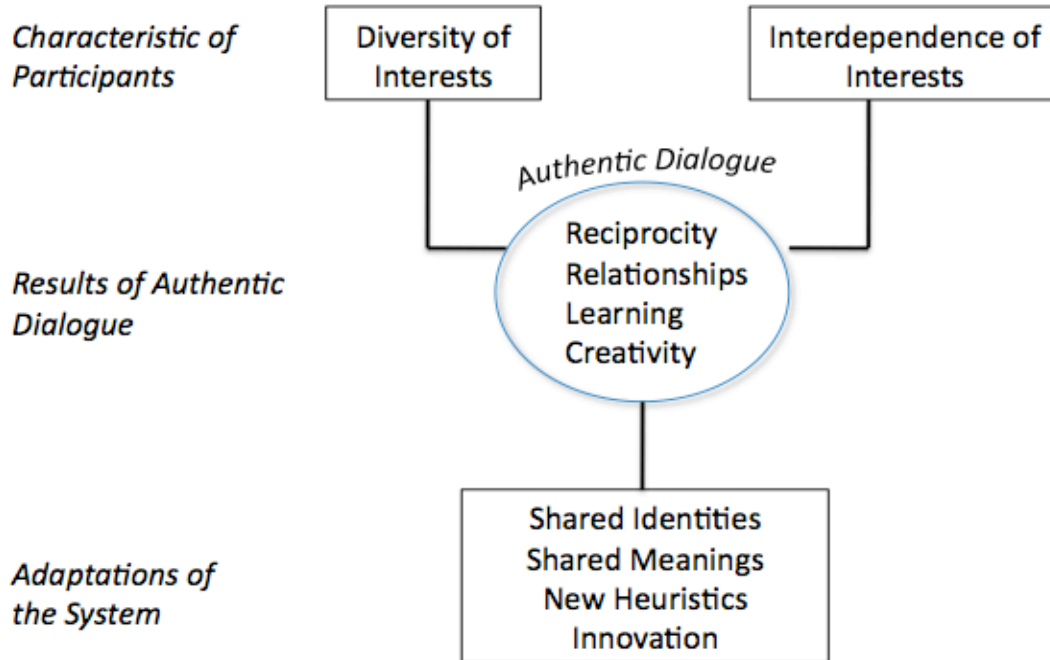 Characteristic of
Participants
Diversity of
Interests
Interdependence of
Interests
Authentic Dialogue
Results of Authentic
Dialogue
Reciprocity
Relationships
Learning
Creativity
Adaptations of
the System
Shared Identities
Shared Meanings
New Heuristics
Innovation